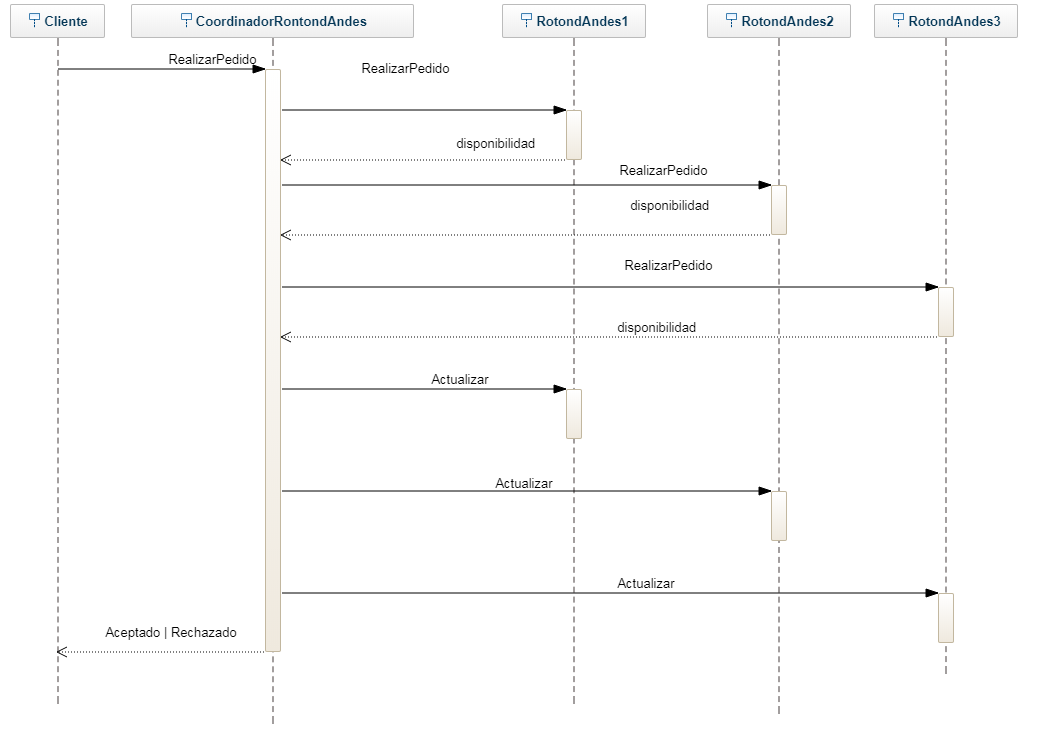 Cliente
CoordinadorRontondAndes
RotondAndes1
RotondAndes2
RotondAndes3
RealizarPedido
RealizarPedido
disponibilidad
RealizarPedido
disponibilidad
RealizarPedido
disponibilidad
Actualizar
Actualizar
Actualizar
Aceptado | Rechazado